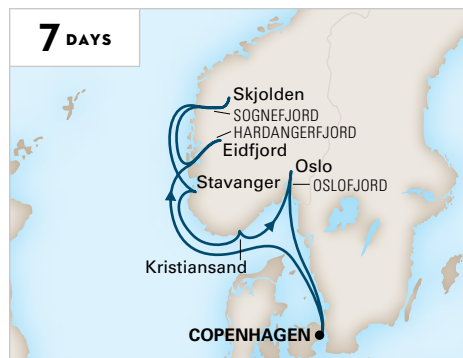 7 DAYS
Skjolden
SOGNEFJORD
HARDANGERFJORD
Eidfjord
Oslo
Stavanger
OSLOFJORD
Kristiansand
COPENHAGEN